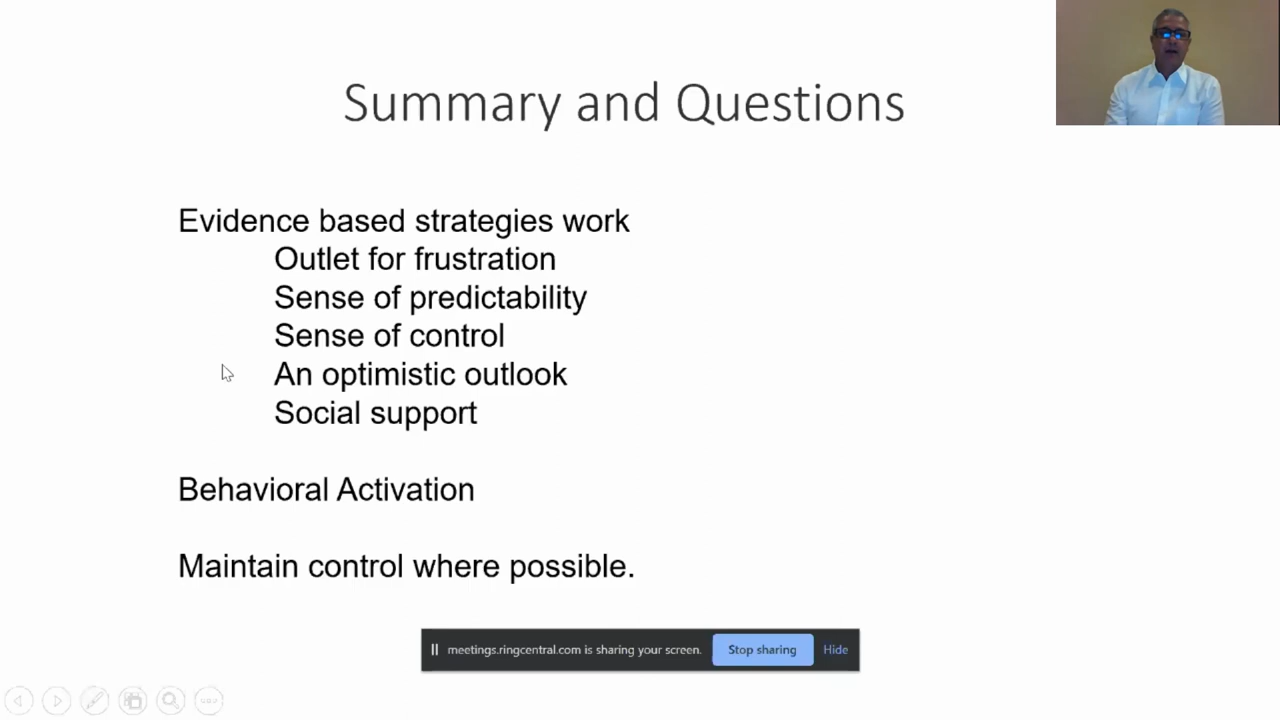 Summary and Questions
Evidence based strategies work
Outlet for frustration
Sense of predictability
Sense of control
An optimistic outlook
Social support
Behavioral Activation
Maintain control where possible.
meetings.ringcentral.com is sharing your screen. Stop sharing Hide